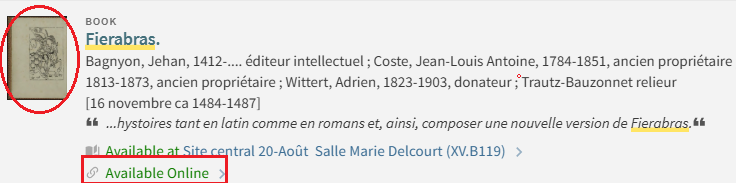 BOOK
Fierabras.
Bagnyon, Jehan, 1412-.... éditeur intellectuel ; Coste, Jean-Louis Antoine, 1784-1851, ancien propriétaire
1813-1873, ancien propriétaire ; Wittert, Adrien, 1823-1903, donateur ; Trautz-Bauzonnet relieur
[16 novembre ca 1484-1487]
❝ ...hystoires tant en latin comme en romans et, ainsi, composer une nouvelle version de Fierabras.❝
Available at Site central 20-Août Salle Marie Delcourt (XV.B119) >
Available Online >